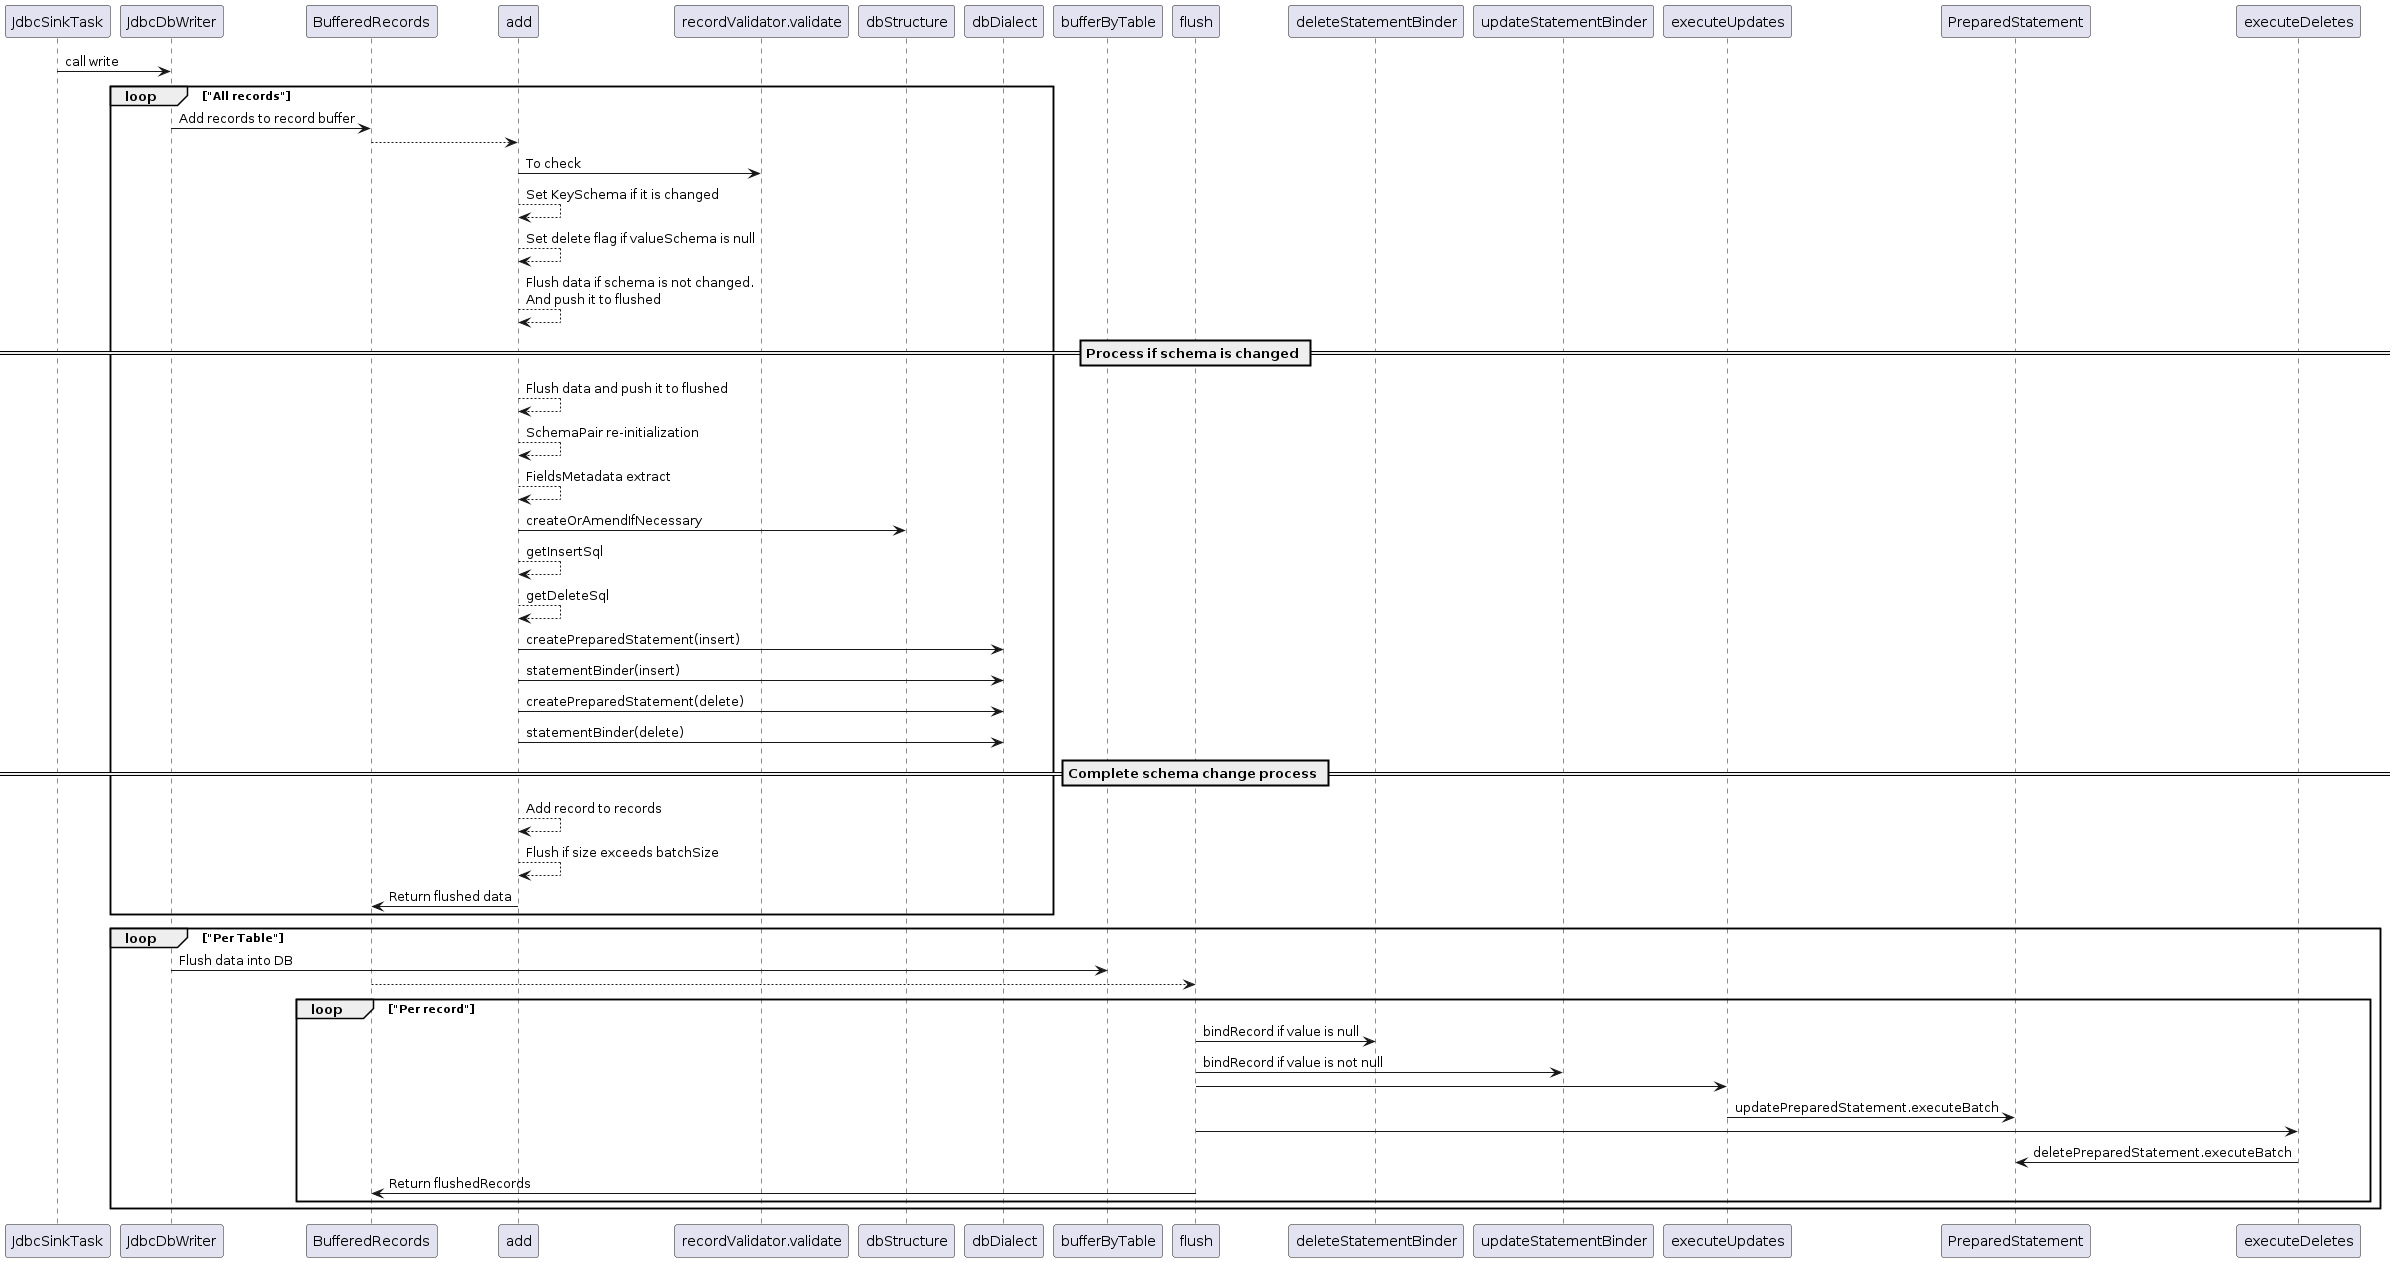 JdbcSinkTask
JdbcDbWriter
BufferedRecords
add
recordValidator.validate
dbStructure
dbDialect
bufferByTable
flush
deleteStatementBinder
updateStatementBinder
executeUpdates
PreparedStatement
executeDeletes
call write
loop ["All records"]
Add records to record buffer
To check
Set KeySchema if it is changed
Set delete flag if valueSchema is null
Flush data if schema is not changed.
And push it to flushed
Process if schema is changed
Flush data and push it to flushed
SchemaPair re-initialization
FieldsMetadata extract
createOrAmendIfNecessary
getInsertSql
getDeleteSql
createPreparedStatement(insert)
statementBinder(insert)
createPreparedStatement(delete)
statementBinder(delete)
Complete schema change process
Add record to records
Flush if size exceeds batchSize
Return flushed data
loop ["Per Table"]
Flush data into DB
loop ["Per record"]
bindRecord if value is null
bindRecord if value is not null
updatePreparedStatement.executeBatch
deletePreparedStatement.executeBatch
Return flushedRecords
JdbcSinkTask
JdbcDbWriter
BufferedRecords
add
recordValidator.validate
dbStructure
dbDialect
bufferByTable
flush
deleteStatementBinder
updateStatementBinder
executeUpdates
PreparedStatement
executeDeletes